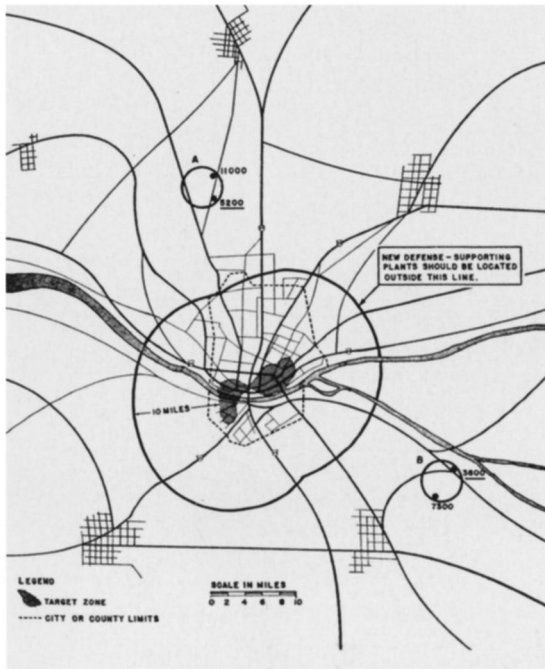 A
11000
5200
NEW DEFENSE – SUPPORTING
PLANTS SHOULD BE LOCATED
OUTSIDE THIS LINE.
10 MILES
B
5800
7500
LEGEND
TARGET ZONE
CITY OR COUNTY LIMITS
SCALE IN MILES
0 2 4 6 8 10